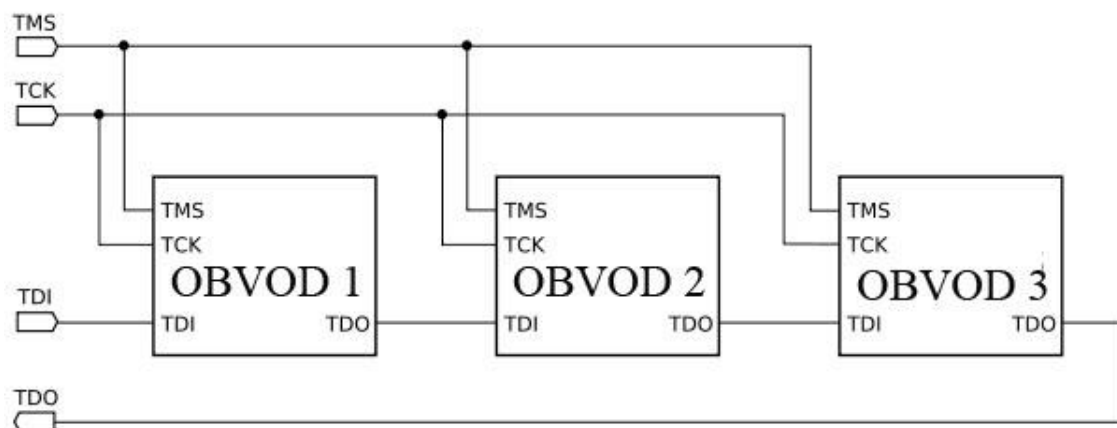 TMS
TCK
TMS TMS TMS
TCK TCK TCK
OBVOD 1 OBVOD 2 OBVOD 3
TDI
TDI TDO TDI TDO TDI TDO
TDO